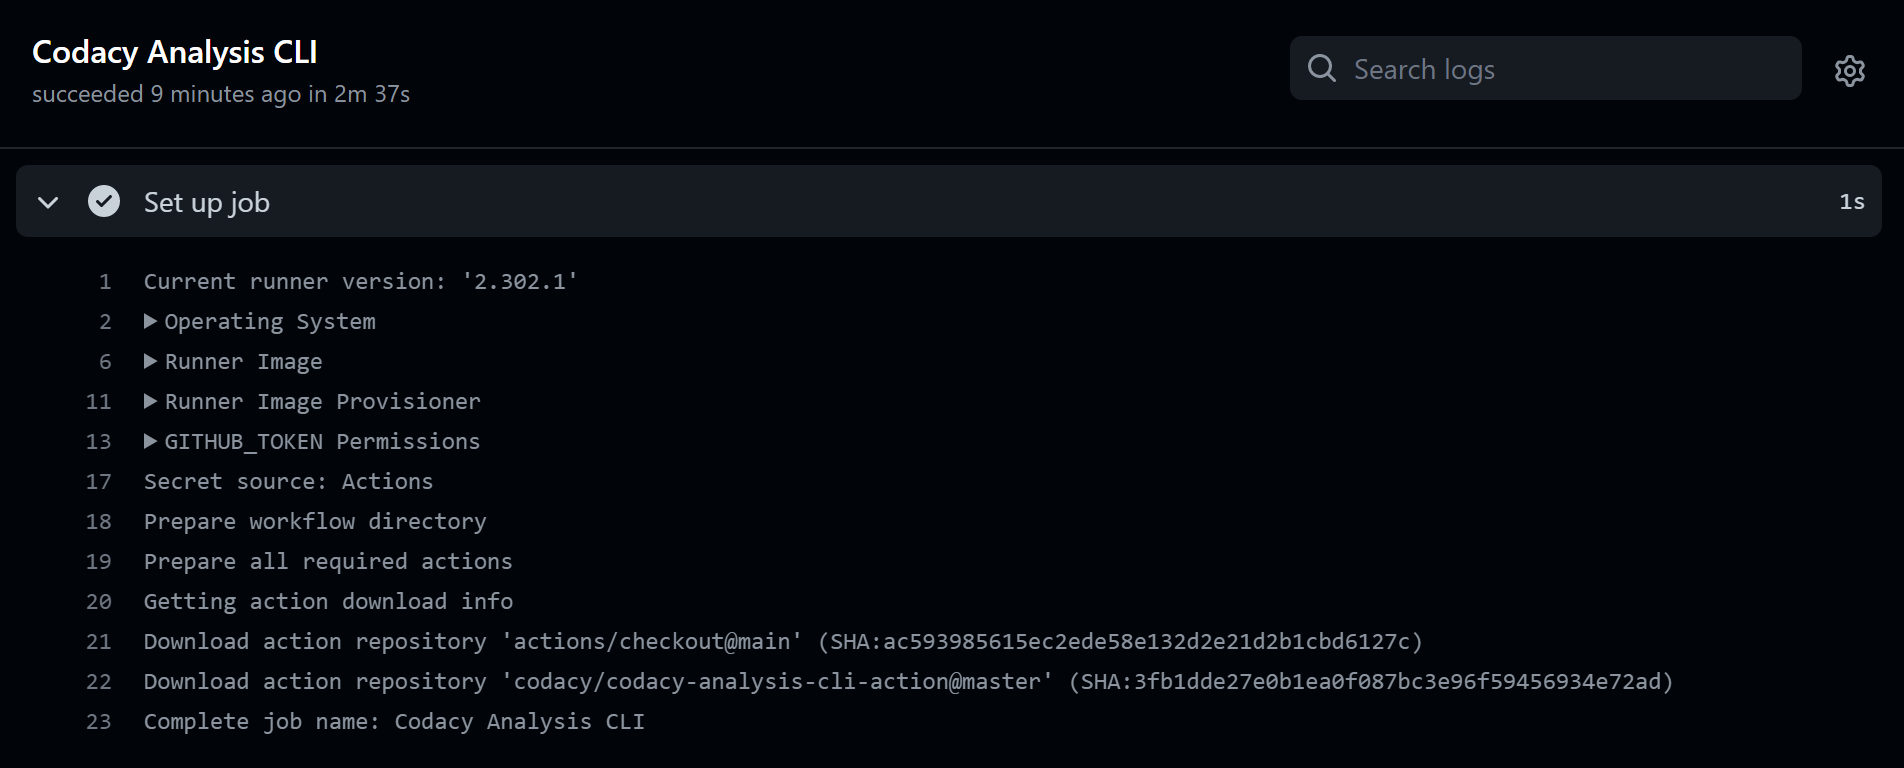 Codacy Analysis CLI
succeeded 9 minutes ago in 2m 37s
Search logs
Set up job 1s
1 Current runner version: '2.302.1'
2 Operating System
6 Runner Image
11 Runner Image Provisioner
13 GITHUB_TOKEN Permissions
17 Secret source: Actions
18 Prepare workflow directory
19 Prepare all required actions
20 Getting action download info
21 Download action repository 'actions/checkout@main' (SHA:ac593985615ec2ede58e132d2e21d2b1cbd6127c)
22 Download action repository 'codacy/codacy-analysis-cli-action@master' (SHA:3fb1dde27e0b1ea0f087bc3e96f59456934e72ad)
23 Complete job name: Codacy Analysis CLI